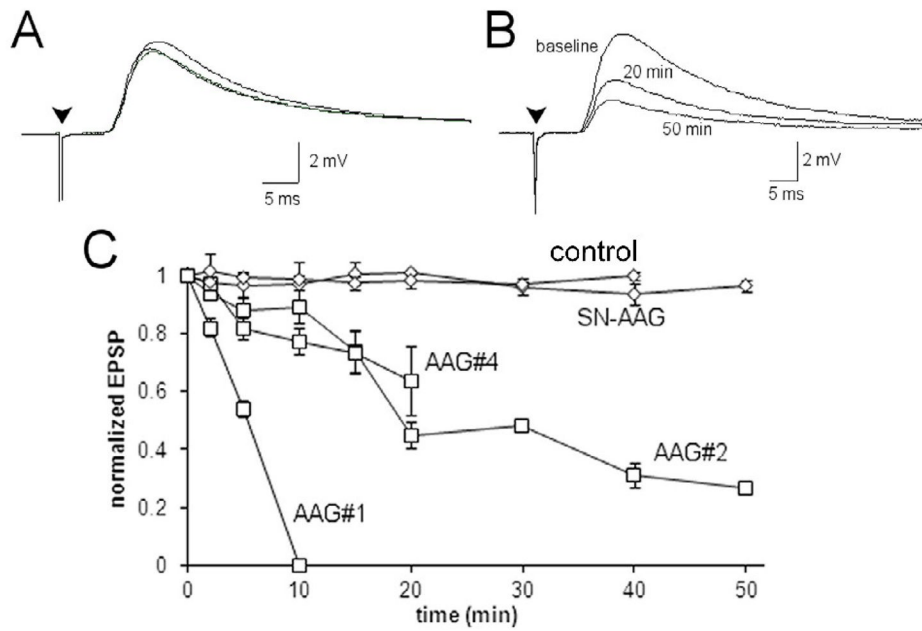 A
2 mV
5 ms
B
baseline
20 min
50 min
2 mV
5 ms
C
control
SN-AAG
AAG#4
AAG#2
AAG#1
normalized EPSP
1
0.8
0.6
0.4
0.2
0
0 10 20 30 40 50
time (min)